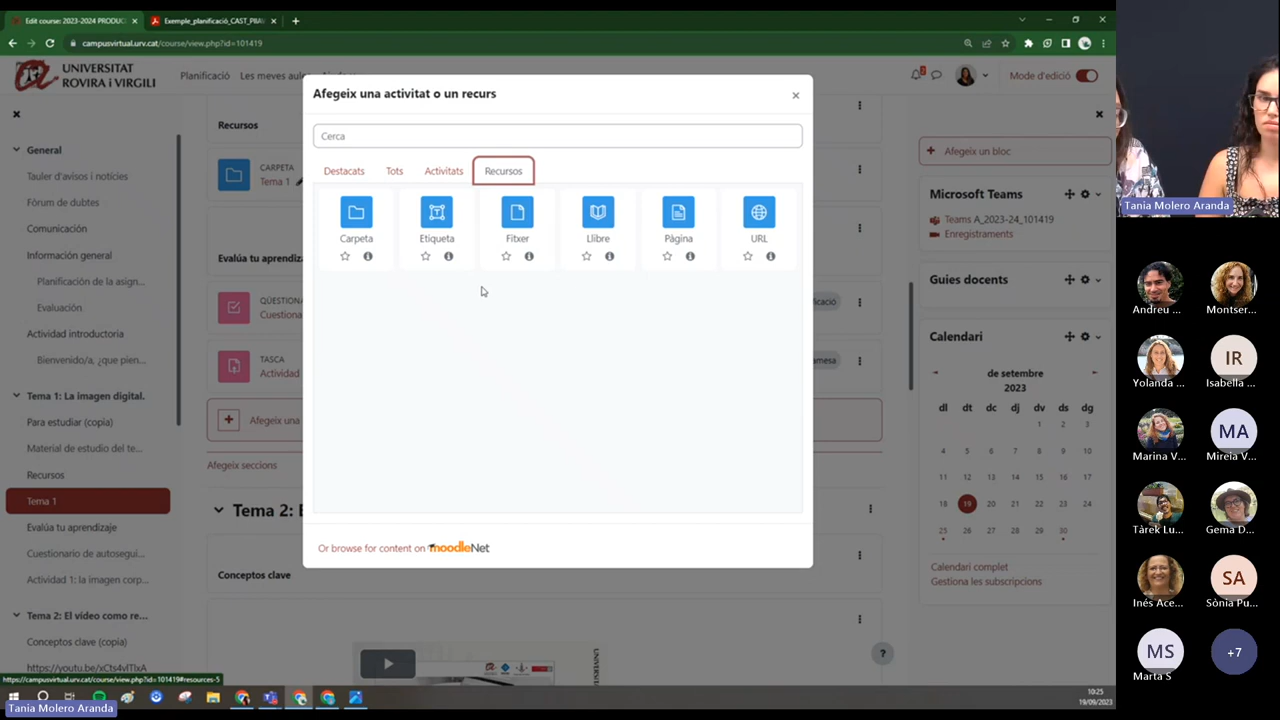 Edit course: 2023-2024 PRODUC
Exemple_planificació_CAST_PIIAV
campusvirtual.urv.cat/course/view.php?id=101419
UNIVERSITAT
ROVIRA I VIRGILI
Planificació
Les meves aule
Mode d'edició
General
Tauler d'avisos i notícies
Fòrum de dubtes
Comunicación
Información general
Planificación de la asign...
Evaluación
Actividad introductoria
Bienvenido/a, ¿que pien...
Tema 1: La imagen digital.
Para estudiar (copia)
Material de estudio del te...
Recursos
Tema 1
Evalúa tu aprendizaje
Cuestionario de autosegui...
Actividad 1: la imagen corp...
Tema 2: El vídeo como re...
Conceptos clave (copia)
https://youtu.be/xCts4vlTlxA
https://campusvirtual.urv.cat/course/view.php?id=101419#resources-5
Recursos
CARPETA
Tema 1
Evalúa tu aprendiz
QÜESTIONA
Cuestiona
TASCA
Actividad
Afegeix una
Afegeix seccions
Tema 2: E
Conceptos clave
Afegeix una activitat o un recurs
Cerca
Destacats
Tots
Activitats
Recursos
Carpeta
Etiqueta
Fitxer
Llibre
Pàgina
URL
Or browse for content on moodleNet
ficació
amesa
Afegeix un bloc
Microsoft Teams
Teams A_2023-24_101419
Enregistraments
Guies docents
Calendari
de setembre
2023
dl dt dc dj dv ds dg
1 2 3
4 5 6 7 8 9 10
11 12 13 14 15 16 17
18 19 20 21 22 23 24
25 26 27 28 29 30
Calendari complet
Gestiona les subscripcions
?
10:25
19/09/2023
Tania Molero Aranda
Tania Molero Aranda
Andreu ...
Montser...
Yolanda ...
IR
Isabella ...
Marina V...
MA
Mireia V...
Tàrek Lu...
Gema D...
Inés Ace...
SA
Sònia Pu...
MS
Marta S
+7